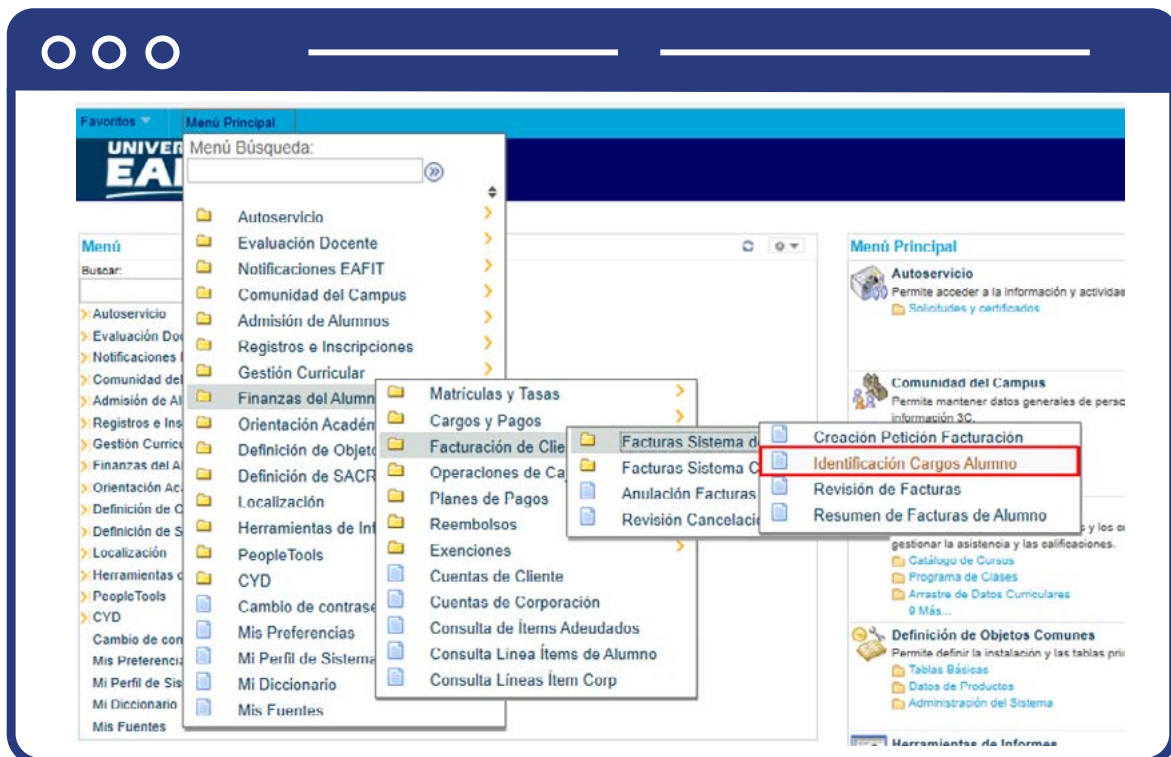 Favoritos
Menú Principal
UNIVER
EAI
Menú Búsqueda:
Autoservicio
Evaluación Docente
Notificaciones EAFIT
Comunidad del Campus
Admisión de Alumnos
Registros e Inscripciones
Gestión Curricular
Finanzas del Alumn
Orientación Académ
Definición de Objeto
Definición de SACR
Localización
Herramientas de Inf
PeopleTools
CYD
Cambio de contrase
Mis Preferencias
Mi Perfil de Sistema
Mi Diccionario
Mis Fuentes
Matrículas y Tasas
Cargos y Pagos
Facturación de Clie
Operaciones de Caj
Planes de Pagos
Reembolsos
Exenciones
Cuentas de Cliente
Cuentas de Corporación
Consulta de Ítems Adeudados
Consulta Línea Ítems de Alumno
Consulta Líneas Ítem Corp
Facturas Sistema d
Facturas Sistema C
Anulación Facturas
Revisión Cancelacio
Creación Petición Facturación
Identificación Cargos Alumno
Revisión de Facturas
Resumen de Facturas de Alumno
Menú
Buscar:
Autoservicio
Evaluación Do
Notificaciones
Comunidad del
Admisión de Al
Registros e Ins
Gestión Curricu
Finanzas del A
Orientación Ac
Definición de O
Definición de S
Localización
Herramientas d
PeopleTools
CYD
Cambio de con
Mis Preferencia
Mi Perfil de Sis
Mi Diccionario
Mis Fuentes
Menú Principal
Autoservicio
Permite acceder a la información y actividad
Solicitudes y certificados
Comunidad del Campus
Permite mantener datos generales de perso
información 3C.
s y los c
gestionar la asistencia y las calificaciones.
Catálogo de Cursos
Programa de Clases
Arrastre de Datos Curriculares
9 Más...
Definición de Objetos Comunes
Permite definir la instalación y las tablas prin
Tablas Básicas
Datos de Productos
Administración del Sistema
Herramientas de Informes